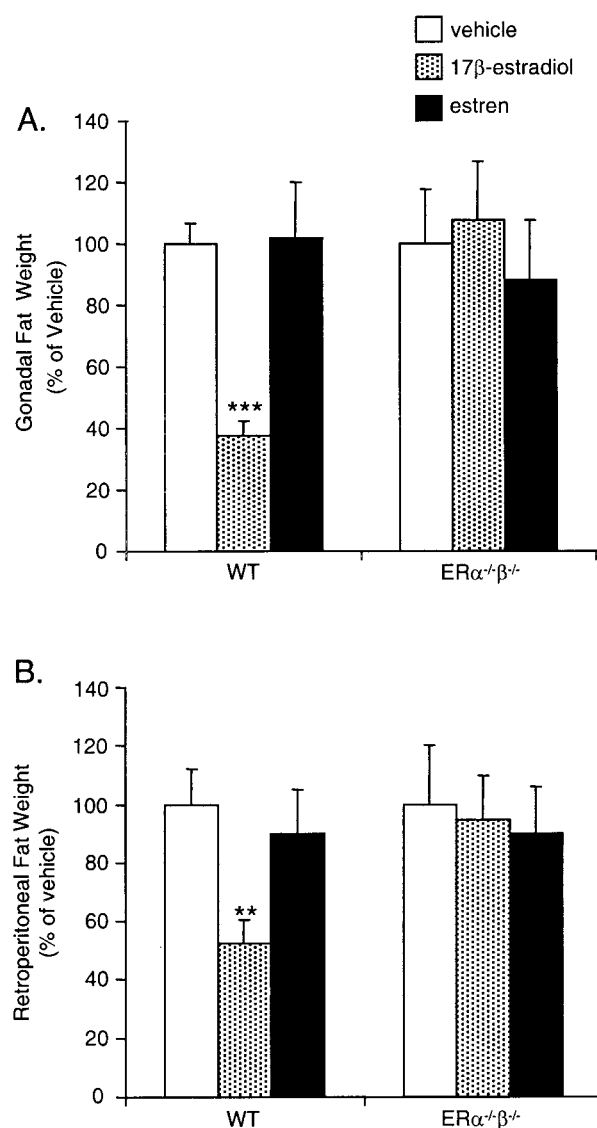 vehicle
17β-estradiol
estren
A.
Gonadal Fat Weight
(% of Vehicle)
140
120
100
80
60
40
20
0
***
WT
ERα-/-β-/-
B.
Retroperitoneal Fat Weight
(% of vehicle)
140
120
100
80
60
40
20
0
**
WT
ERα-/-β-/-